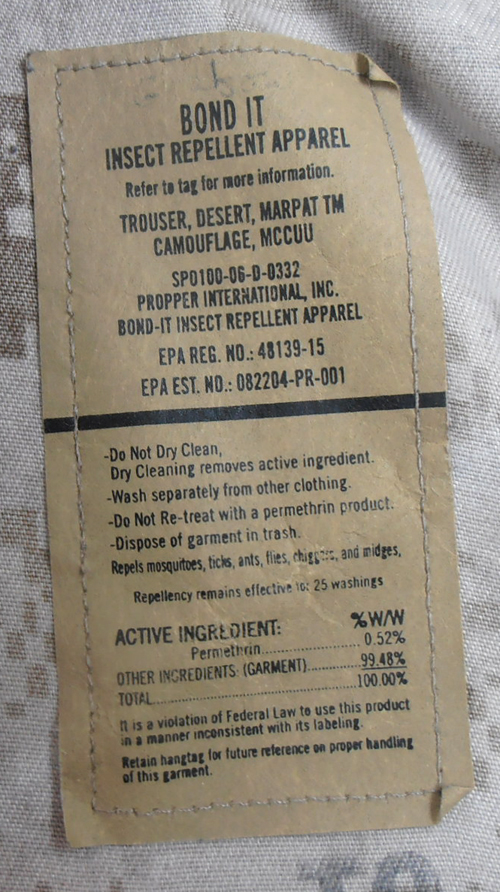 BOND IT
INSECT REPELLENT APPAREL
Refer to tag for more information.
TROUSER, DESERT, MARPAT TM
CAMOUFLAGE, MCCUU
SPO100-06-D-0332
PROPPER INTERNATIONAL, INC.
BOND-IT INSECT REPELLENT APPAREL
EPA REG. NO.: 48139-15
EPA EST. NO.: 082204-PR-001
-Do Not Dry Clean,
Dry Cleaning removes active ingredient.
-Wash separately from other clothing.
-Do Not Re-treat with a permethrin product.
-Dispose of garment in trash.
Repels mosquitoes, ticks, ants, flies, chiggers, and midges,
Repellency remains effective for 25 washings
ACTIVE INGREDIENT: %W/W
Permethrin..................... 0.52%
OTHER INGREDIENTS: (GARMENT)............... 99.48%
TOTAL.......................................................100.00%
It is a violation of Federal Law to use this product
in a manner inconsistent with its labeling.
Retain hangtag for future reference on proper handling
of this garment.